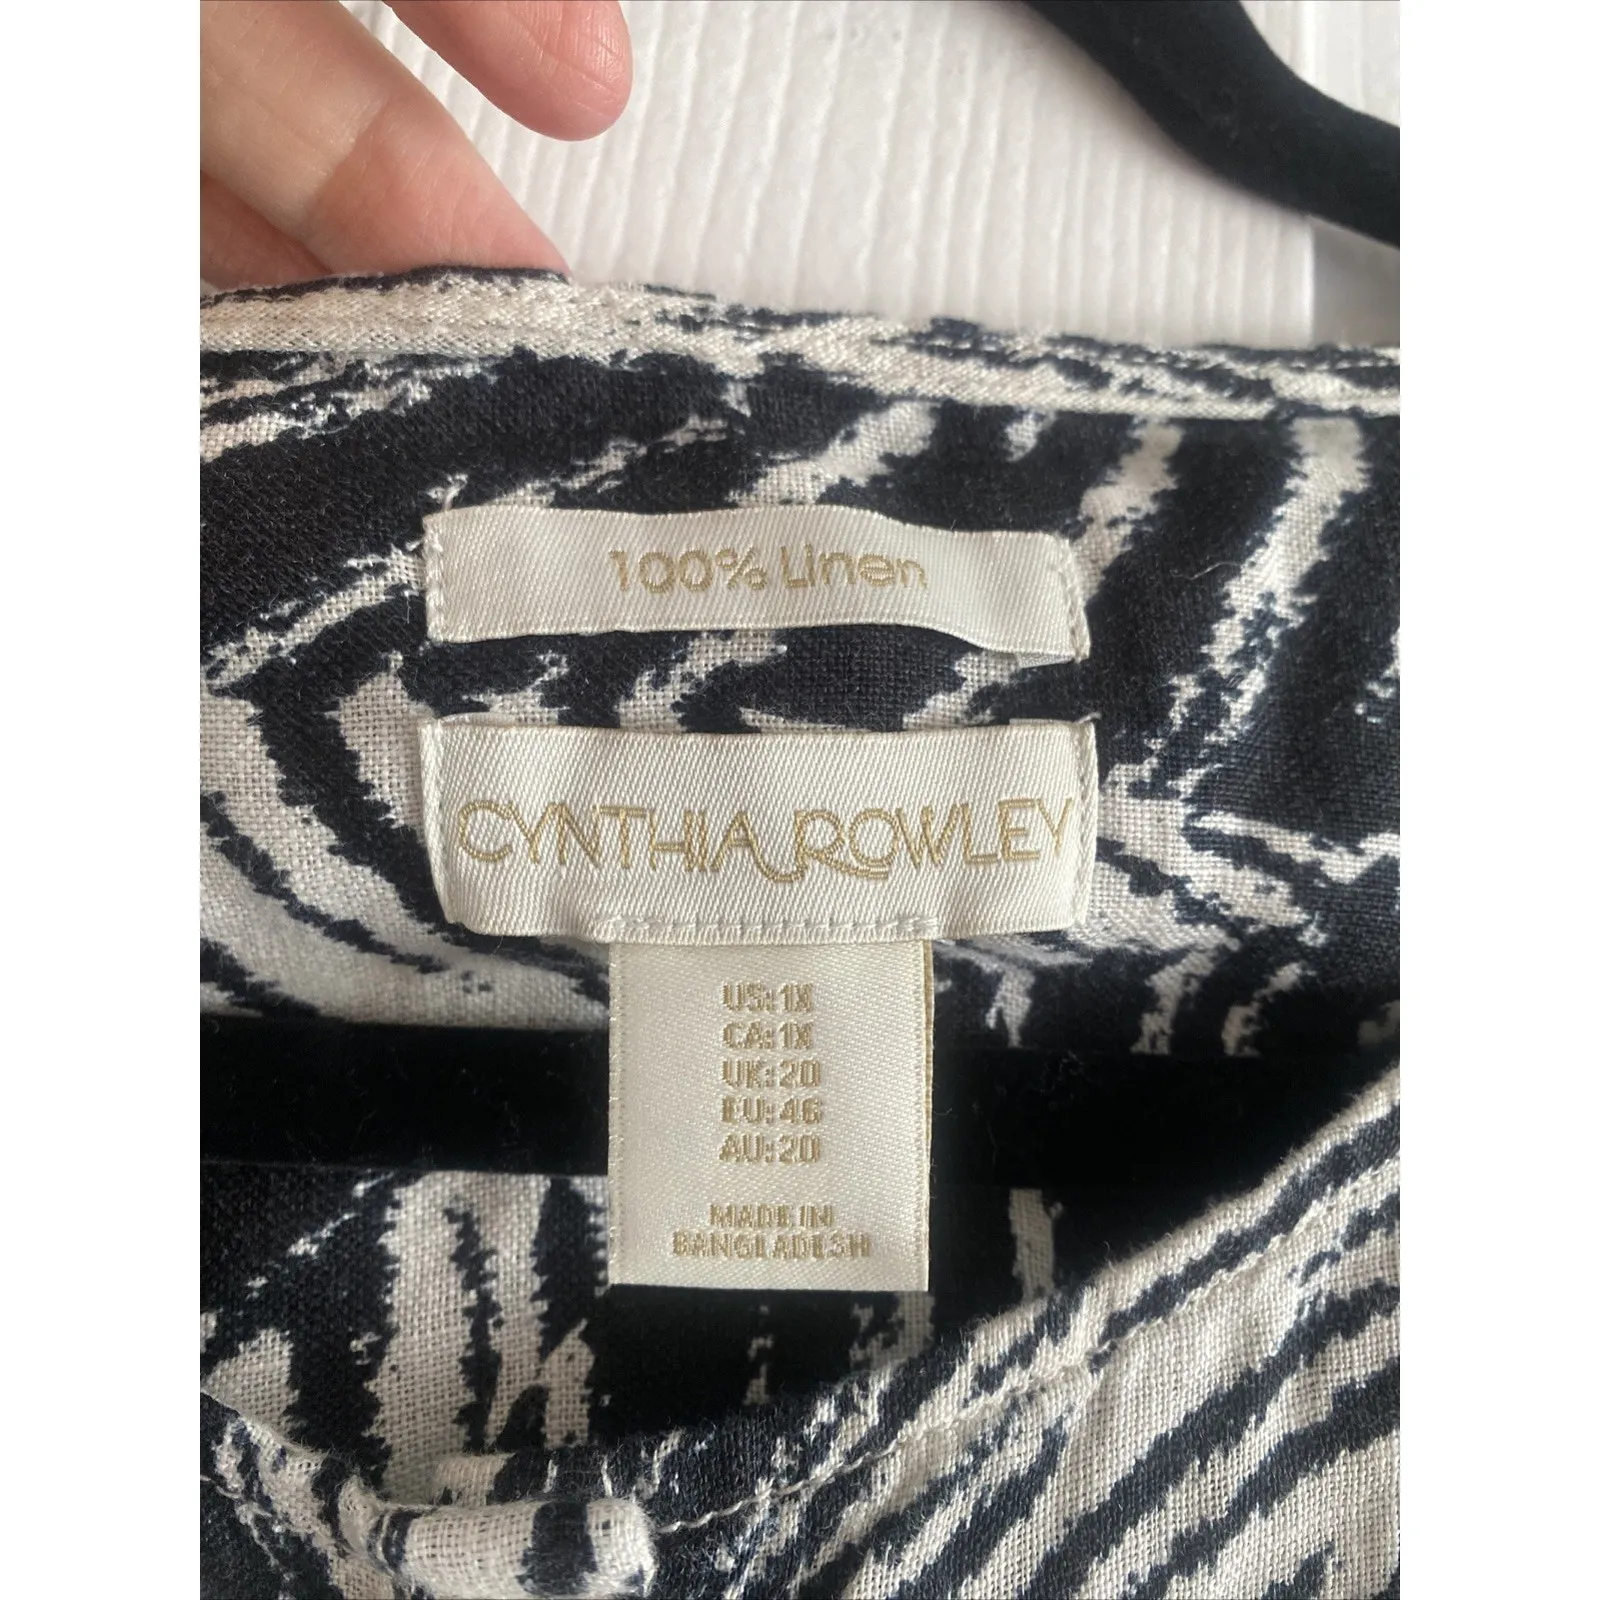 100% Linen
CYNTHIA ROWLEY
US:1X
CA:1X
UK:20
EU:46
AU:20
MADE IN
BANGLADESH